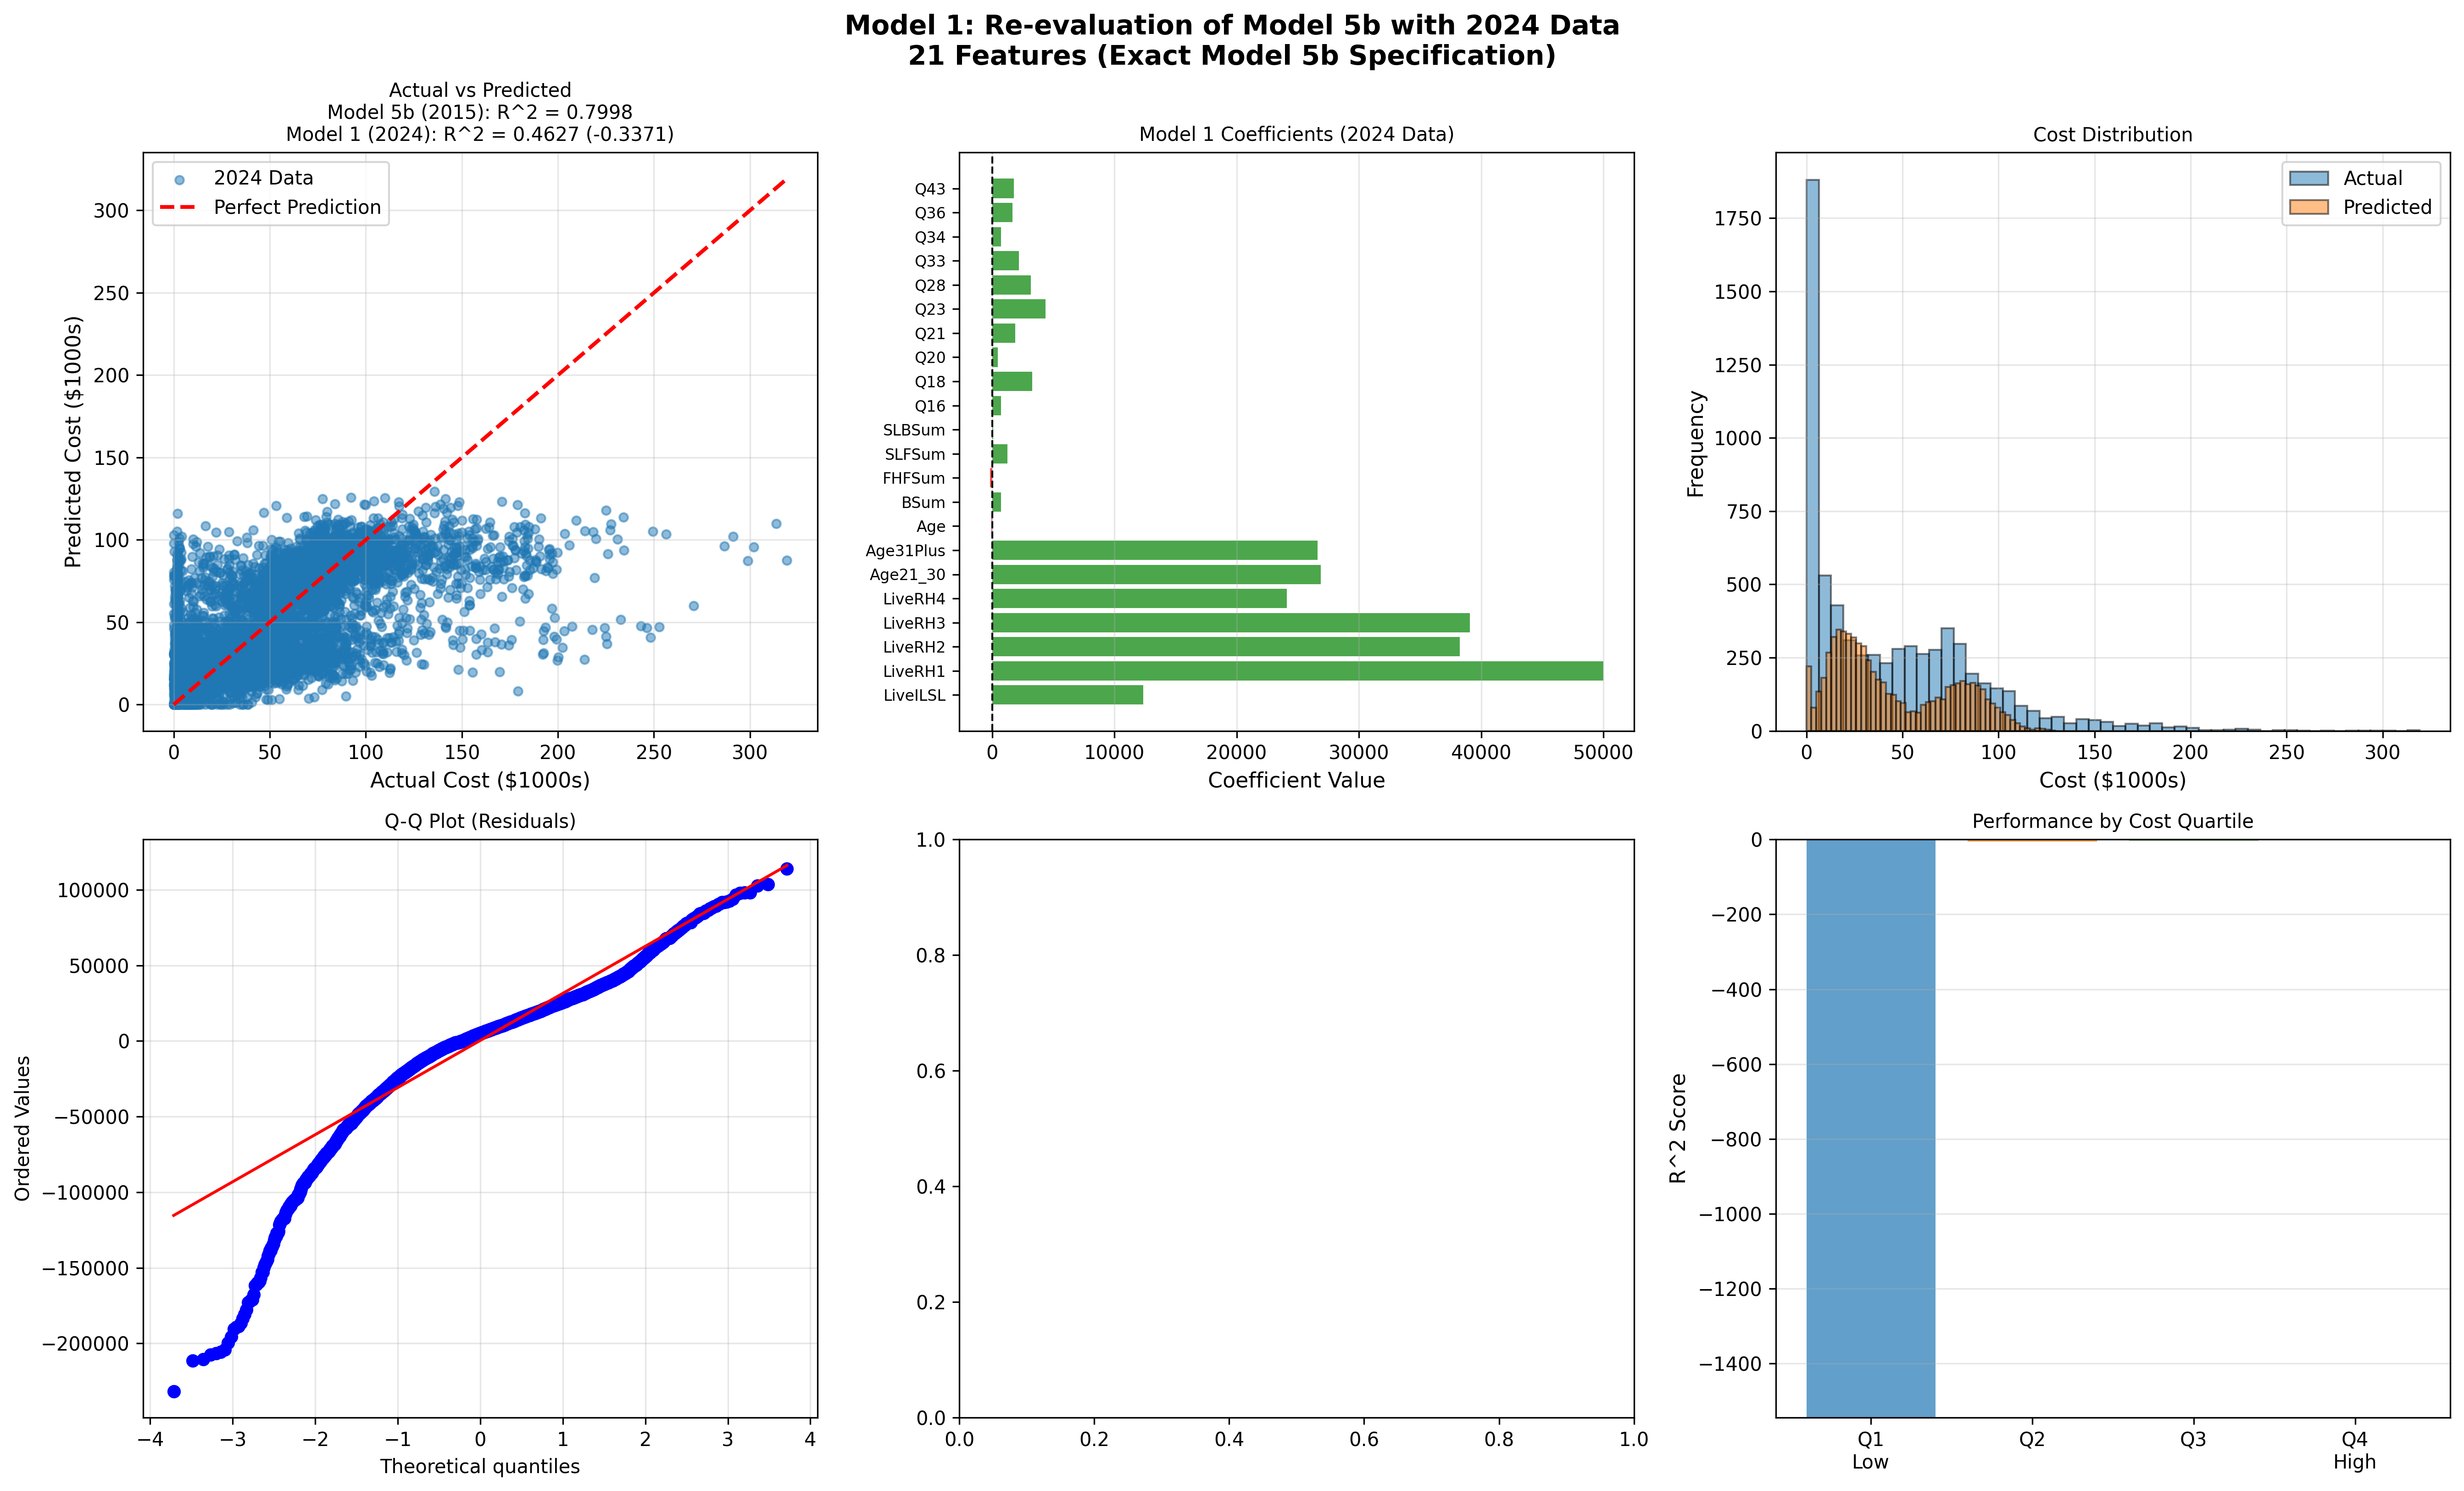 Model 1: Re-evaluation of Model 5b with 2024 Data
21 Features (Exact Model 5b Specification)
Actual vs Predicted
Model 5b (2015): R^2 = 0.7998
Model 1 (2024): R^2 = 0.4627 (-0.3371)
2024 Data
Perfect Prediction
300
250
200
150
100
50
0
Predicted Cost ($1000s)
0 50 100 150 200 250 300
Actual Cost ($1000s)
Model 1 Coefficients (2024 Data)
Q43
Q36
Q34
Q33
Q28
Q23
Q21
Q20
Q18
Q16
SLBSum
SLFSum
FHFSum
BSum
Age
Age31Plus
Age21_30
LiveRH4
LiveRH3
LiveRH2
LiveRH1
LiveILSL
0 10000 20000 30000 40000 50000
Coefficient Value
Cost Distribution
Actual
Predicted
1750
1500
1250
1000
750
500
250
0
Frequency
0 50 100 150 200 250 300
Cost ($1000s)
Q-Q Plot (Residuals)
100000
50000
0
−50000
−100000
−150000
−200000
Ordered Values
−4 −3 −2 −1 0 1 2 3 4
Theoretical quantiles
1.0
0.8
0.6
0.4
0.2
0.0
0.0 0.2 0.4 0.6 0.8 1.0
Performance by Cost Quartile
0
−200
−400
−600
−800
−1000
−1200
−1400
R^2 Score
Q1 Q2 Q3 Q4
Low High